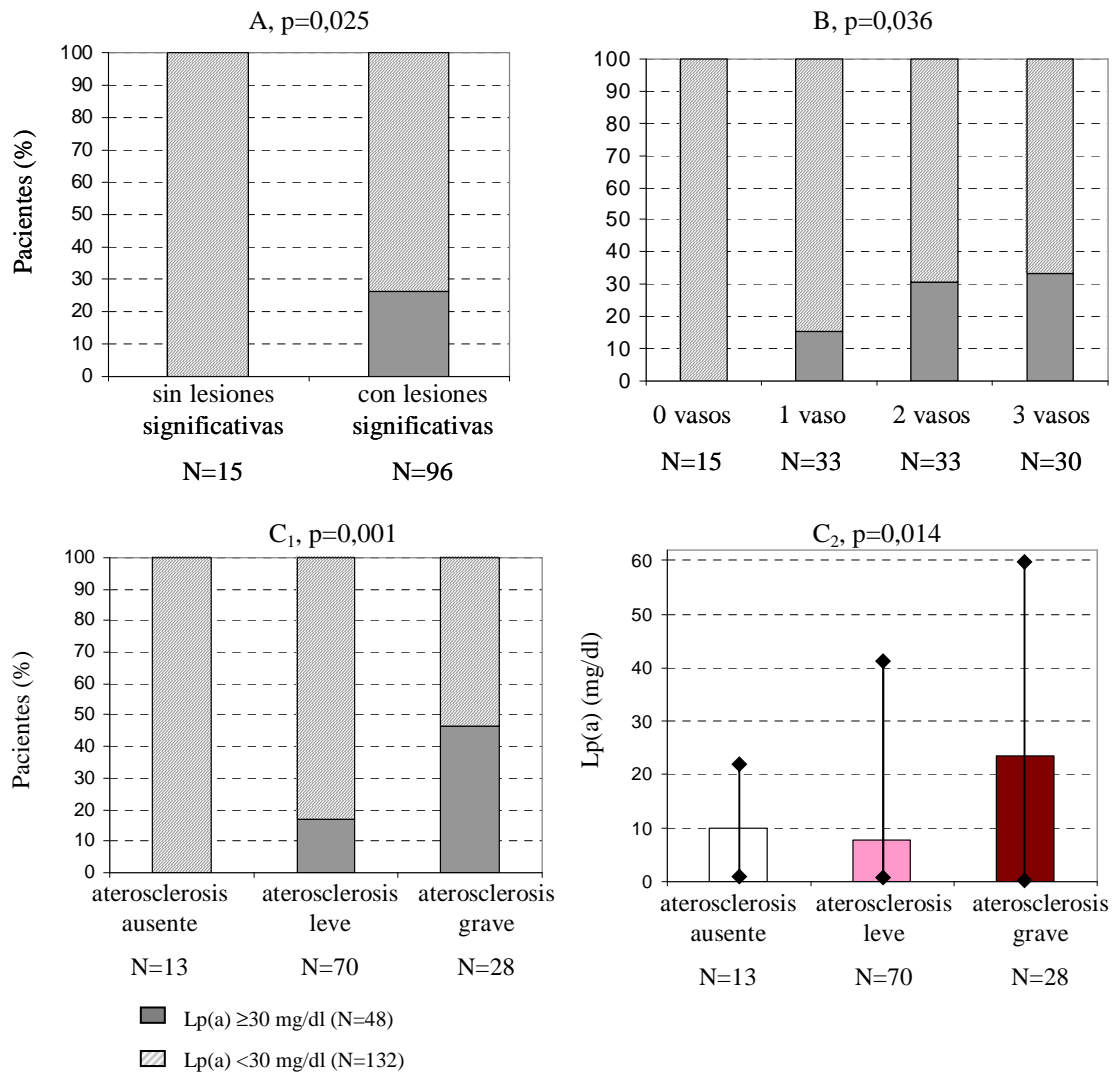 A, p=0,025
Pacientes (%)
100
90
80
70
60
50
40
30
20
10
0
sin lesiones
significativas
con lesiones
significativas
N=15
N=96
B, p=0,036
100
90
80
70
60
50
40
30
20
10
0
0 vasos
1 vaso
2 vasos
3 vasos
N=15
N=33
N=33
N=30
C₁, p=0,001
Pacientes (%)
100
90
80
70
60
50
40
30
20
10
0
aterosclerosis
ausente
aterosclerosis
leve
aterosclerosis
grave
N=13
N=70
N=28
C₂, p=0,014
Lp(a) (mg/dl)
60
50
40
30
20
10
0
aterosclerosis
ausente
aterosclerosis
leve
aterosclerosis
grave
N=13
N=70
N=28
Lp(a) ≥30 mg/dl (N=48)
Lp(a) <30 mg/dl (N=132)